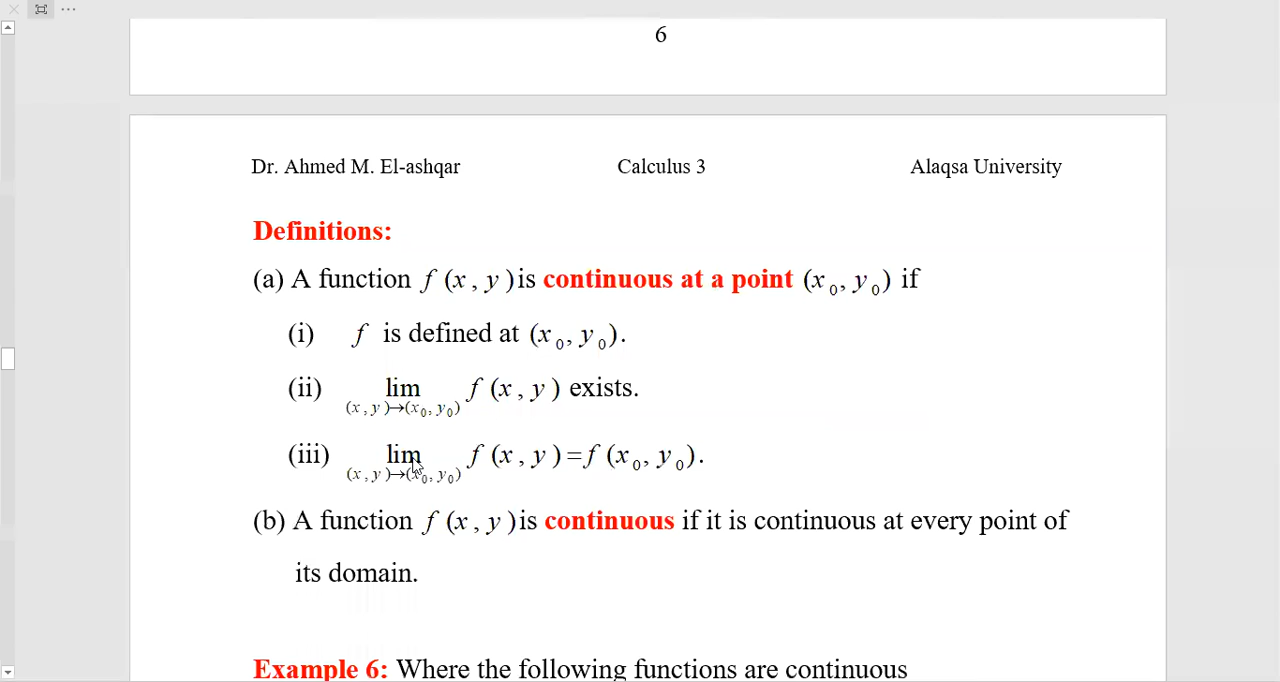 6
Dr. Ahmed M. El-ashqar Calculus 3 Alaqsa University
Definitions:
(a) A function f (x, y) is continuous at a point (x₀, y₀) if
(i) f is defined at (x₀, y₀).
(ii) lim f (x, y) exists.
(x, y)→(x₀, y₀)
(iii) lim f (x, y) = f (x₀, y₀).
(x, y)→(x₀, y₀)
(b) A function f (x, y) is continuous if it is continuous at every point of
its domain.
Example 6: Where the following functions are continuous